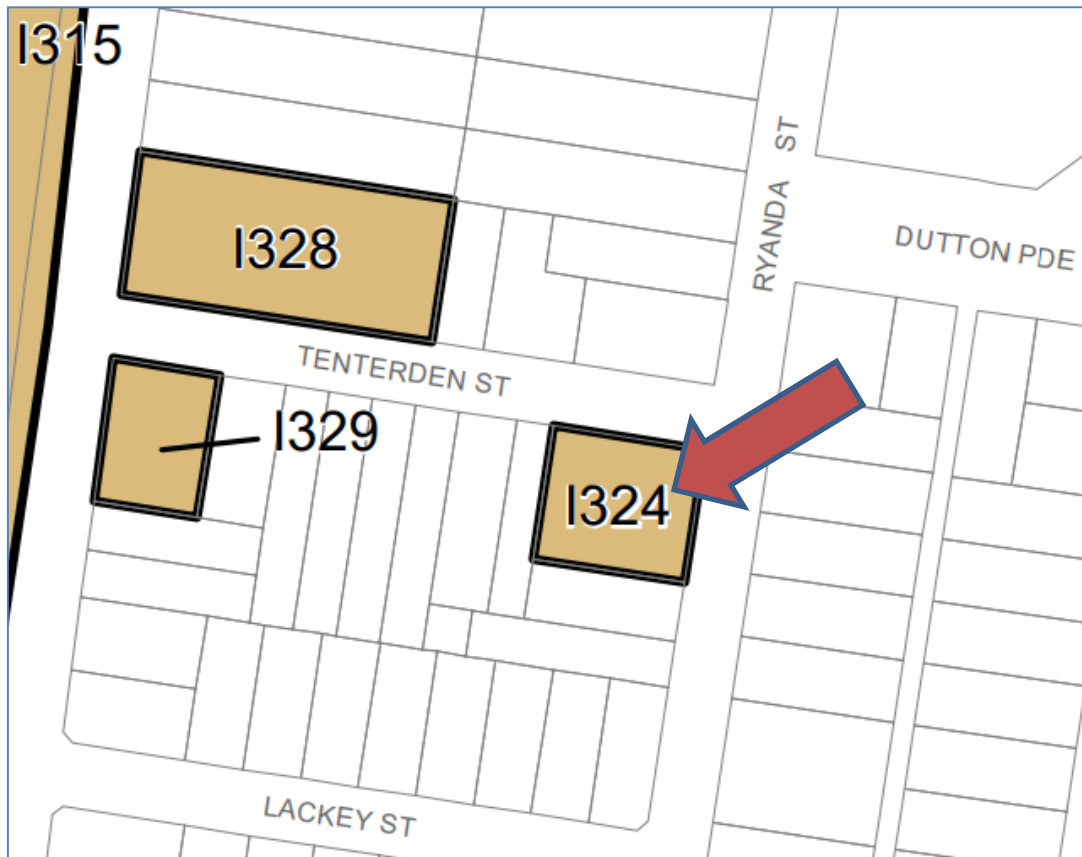 I315
RYANDA ST
I328
DUTTON PDE
TENTERDEN ST
I329
I324
LACKEY ST